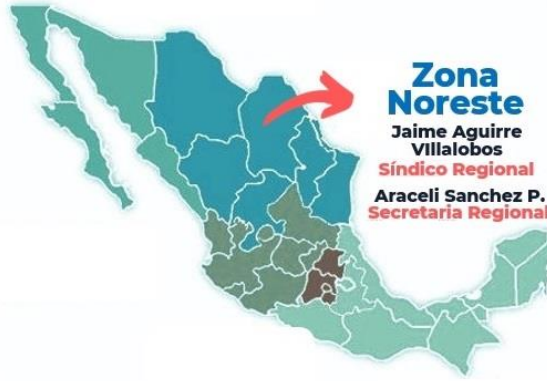 Zona
Noreste
Jaime Aguirre
VIllalobos
Síndico Regional
Araceli Sanchez P.
Secretaria Regional